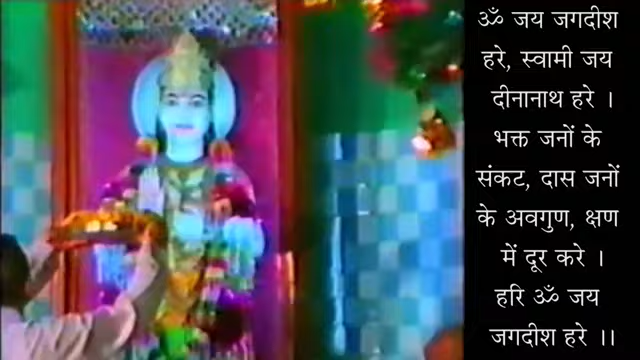 ॐ जय जगदीश
हरे, स्वामी जय
दीनानाथ हरे ।
भक्त जनों के
संकट, दास जनों
के अवगुण, क्षण
में दूर करे ।
हरि ॐ जय
जगदीश हरे ।।